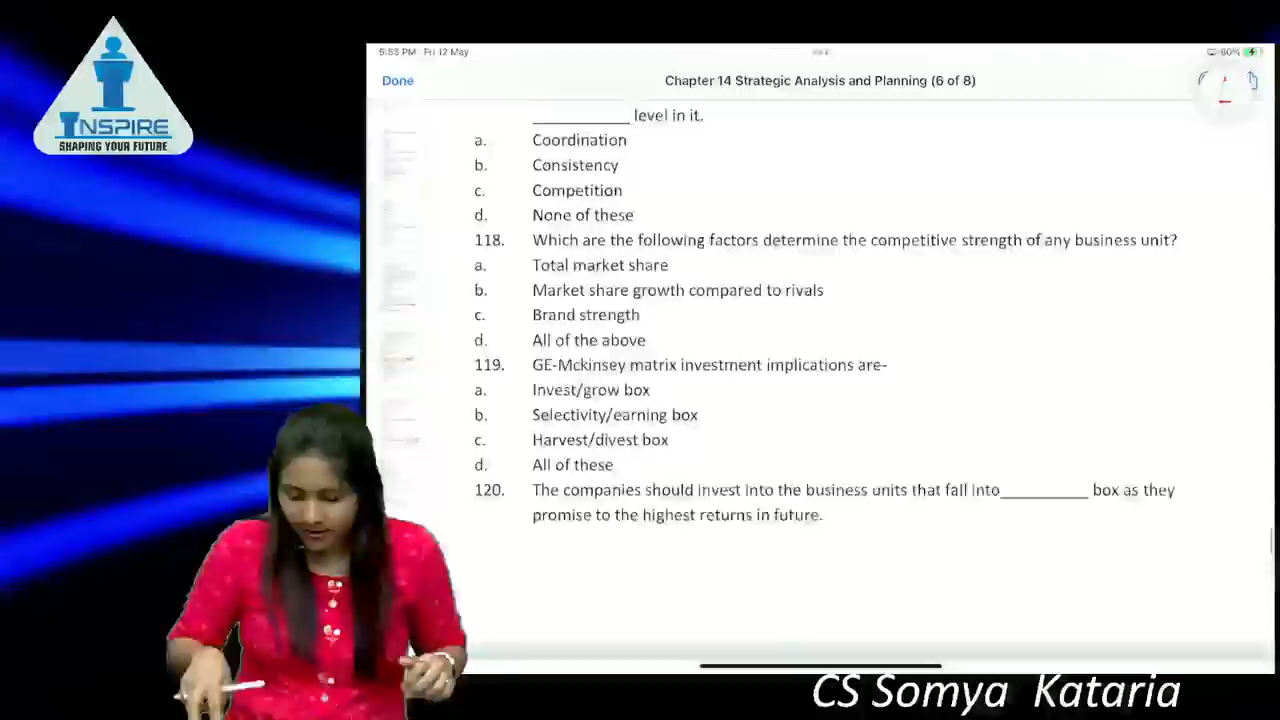 INSPIRE
SHAPING YOUR FUTURE
5:53 PM Fri 12 May
80%
Done
Chapter 14 Strategic Analysis and Planning (6 of 8)
__________ level in it.
a. Coordination
b. Consistency
c. Competition
d. None of these
118. Which are the following factors determine the competitive strength of any business unit?
a. Total market share
b. Market share growth compared to rivals
c. Brand strength
d. All of the above
119. GE-Mckinsey matrix investment implications are-
a. Invest/grow box
b. Selectivity/earning box
c. Harvest/divest box
d. All of these
120. The companies should invest into the business units that fall into_________ box as they
promise to the highest returns in future.
CS Somya Kataria